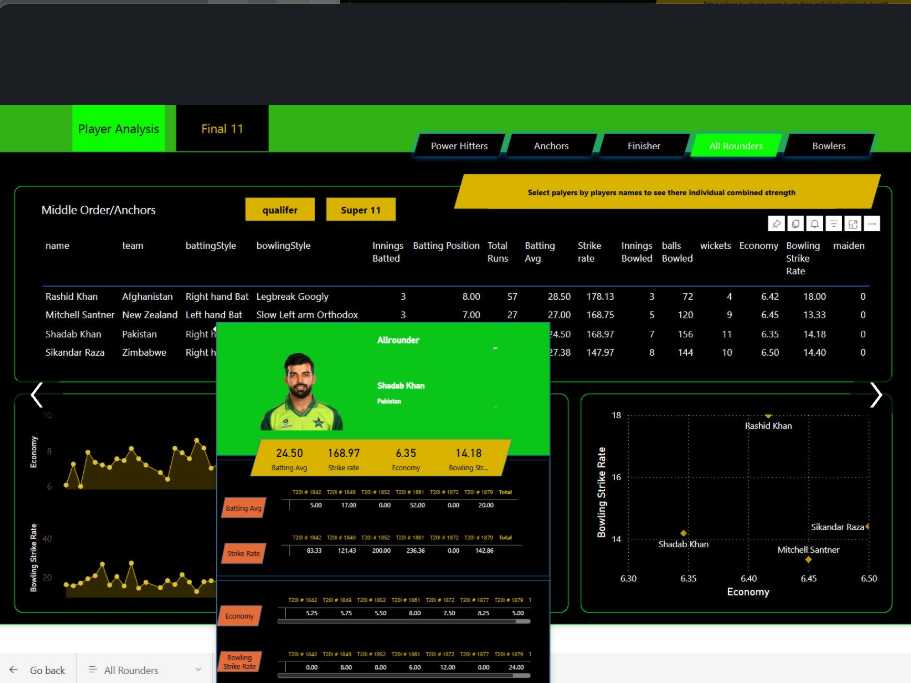 Player Analysis
Final 11
Power Hitters
Anchors
Finisher
All Rounders
Bowlers
Select palyers by players names to see there individual combined strength
Middle Order/Anchors
qualifer
Super 11
name team battingStyle bowlingStyle Innings Batted Batting Position Total Runs Batting Avg Strike rate Innings Bowled balls Bowled wickets Economy Bowling Strike Rate maiden
Rashid Khan Afghanistan Right hand Bat Legbreak Googly 3 8.00 57 28.50 178.13 3 72 4 6.42 18.00 0
Mitchell Santner New Zealand Left hand Bat Slow Left arm Orthodox 3 7.00 27 27.00 168.75 5 120 9 6.45 13.33 0
Shadab Khan Pakistan Right h 24.50 168.97 7 156 11 6.35 14.18 0
Sikandar Raza Zimbabwe Right h 27.38 147.97 8 144 10 6.50 14.40 0
Allrounder
Shadab Khan
Pakistan
24.50 168.97 6.35 14.18
Batting Avg Strike rate Economy Bowling Str...
T20I # 1842 T20I # 1849 T20I # 1852 T20I # 1861 T20I # 1872 T20I # 1879 Total
Batting Avg 5.00 17.00 0.00 52.00 0.00 20.00
T20I # 1842 T20I # 1849 T20I # 1852 T20I # 1861 T20I # 1872 T20I # 1879 Total
Strike Rate 83.33 121.43 200.00 236.36 0.00 142.86
T20I # 1842 T20I # 1849 T20I # 1852 T20I # 1861 T20I # 1872 T20I # 1877 T20I # 1879 T
Economy 5.25 5.75 5.50 8.00 7.50 8.25 5.00
T20I # 1842 T20I # 1849 T20I # 1852 T20I # 1861 T20I # 1872 T20I # 1877 T20I # 1879 T
Bowling Strike Rate 0.00 8.00 8.00 6.00 12.00 0.00 24.00
Economy
10
8
6
Bowling Strike Rate
40
20
Bowling Strike Rate
18
16
14
Rashid Khan
Sikandar Raza
Shadab Khan
Mitchell Santner
6.30 6.35 6.40 6.45 6.50
Economy
Go back
All Rounders